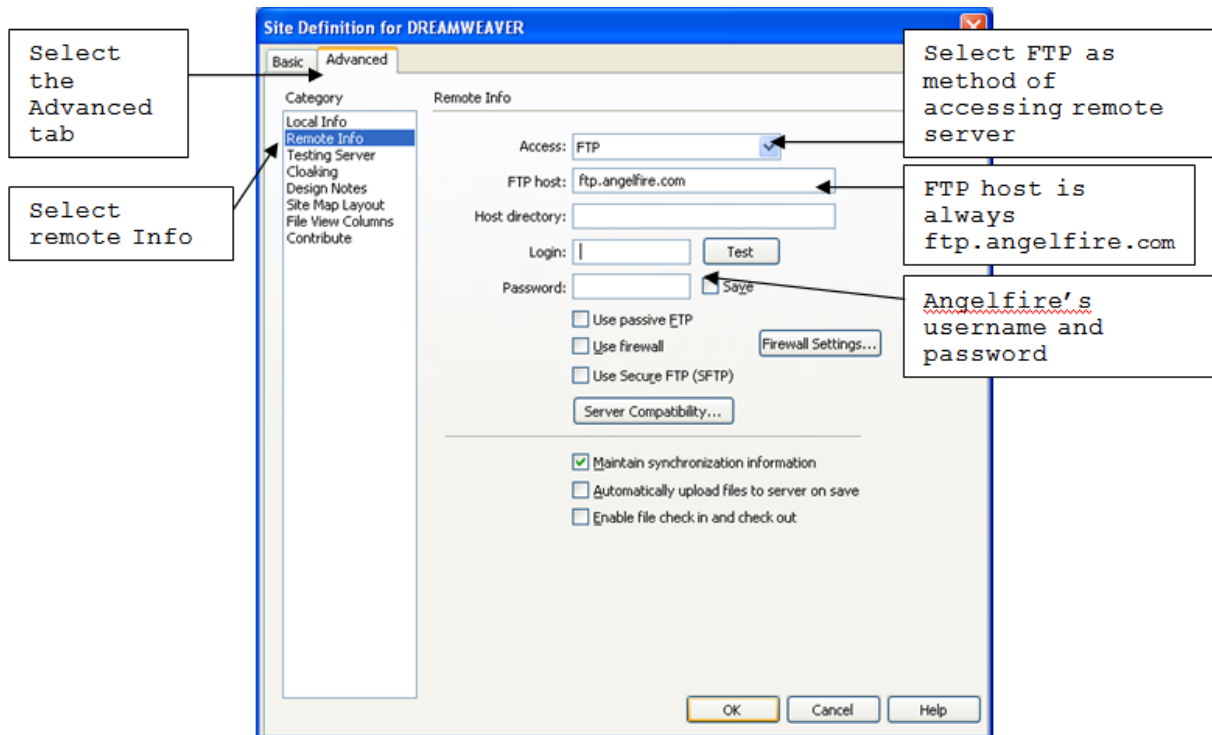 Site Definition for DREAMWEAVER
Basic
Advanced
Select
the
Advanced
tab
Select
remote Info
Category
Local Info
Remote Info
Testing Server
Cloaking
Design Notes
Site Map Layout
File View Columns
Contribute
Remote Info
Access: FTP
FTP host: ftp.angelfire.com
Host directory:
Login:
Test
Password:
Save
Use passive FTP
Use firewall
Firewall Settings...
Use Secure FTP (SFTP)
Server Compatibility...
Maintain synchronization information
Automatically upload files to server on save
Enable file check in and check out
OK
Cancel
Help
Select FTP as
method of
accessing remote
server
FTP host is
always
ftp.angelfire.com
Angelfire's
username and
password